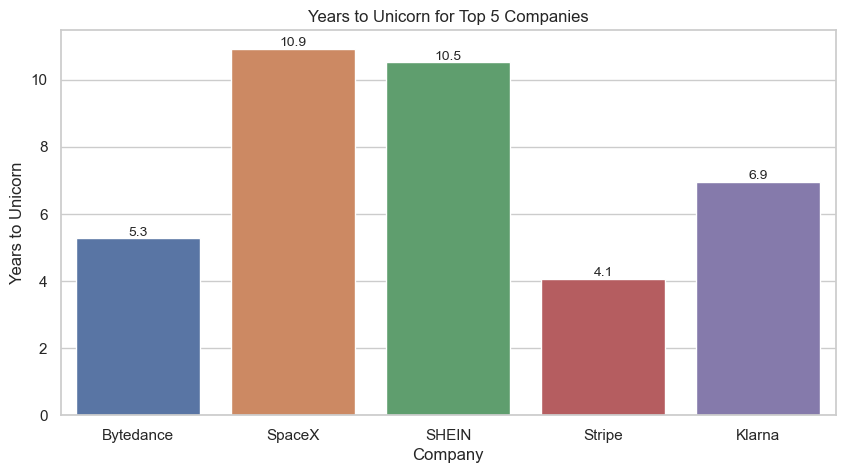 Years to Unicorn for Top 5 Companies
Years to Unicorn
10
8
6
4
2
0
5.3
10.9
10.5
4.1
6.9
Bytedance
SpaceX
SHEIN
Stripe
Klarna
Company